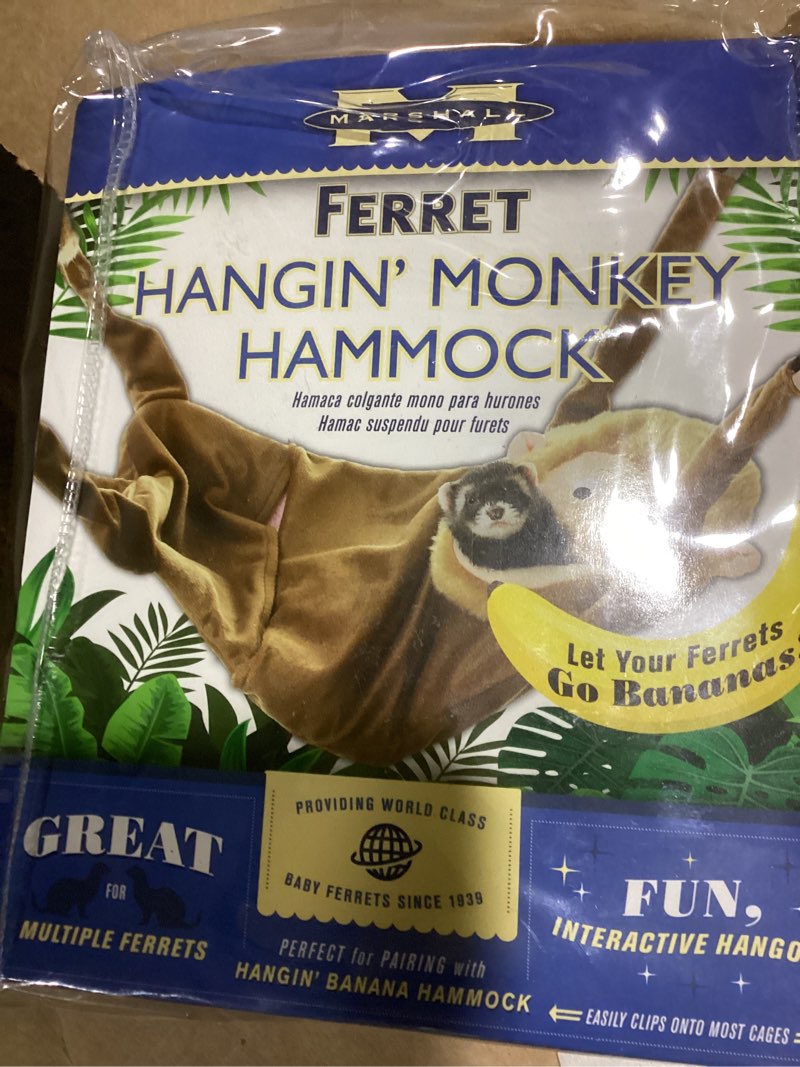 MARSHALL
FERRET
HANGIN' MONKEY
HAMMOCK
Hamaca colgante mono para hurones
Hamac suspendu pour furets
Let Your Ferrets
Go Bananas!
GREAT
FOR
MULTIPLE FERRETS
PROVIDING WORLD CLASS
BABY FERRETS SINCE 1939
PERFECT for PAIRING with
HANGIN' BANANA HAMMOCK
FUN,
INTERACTIVE HANGO
EASILY CLIPS ONTO MOST CAGES